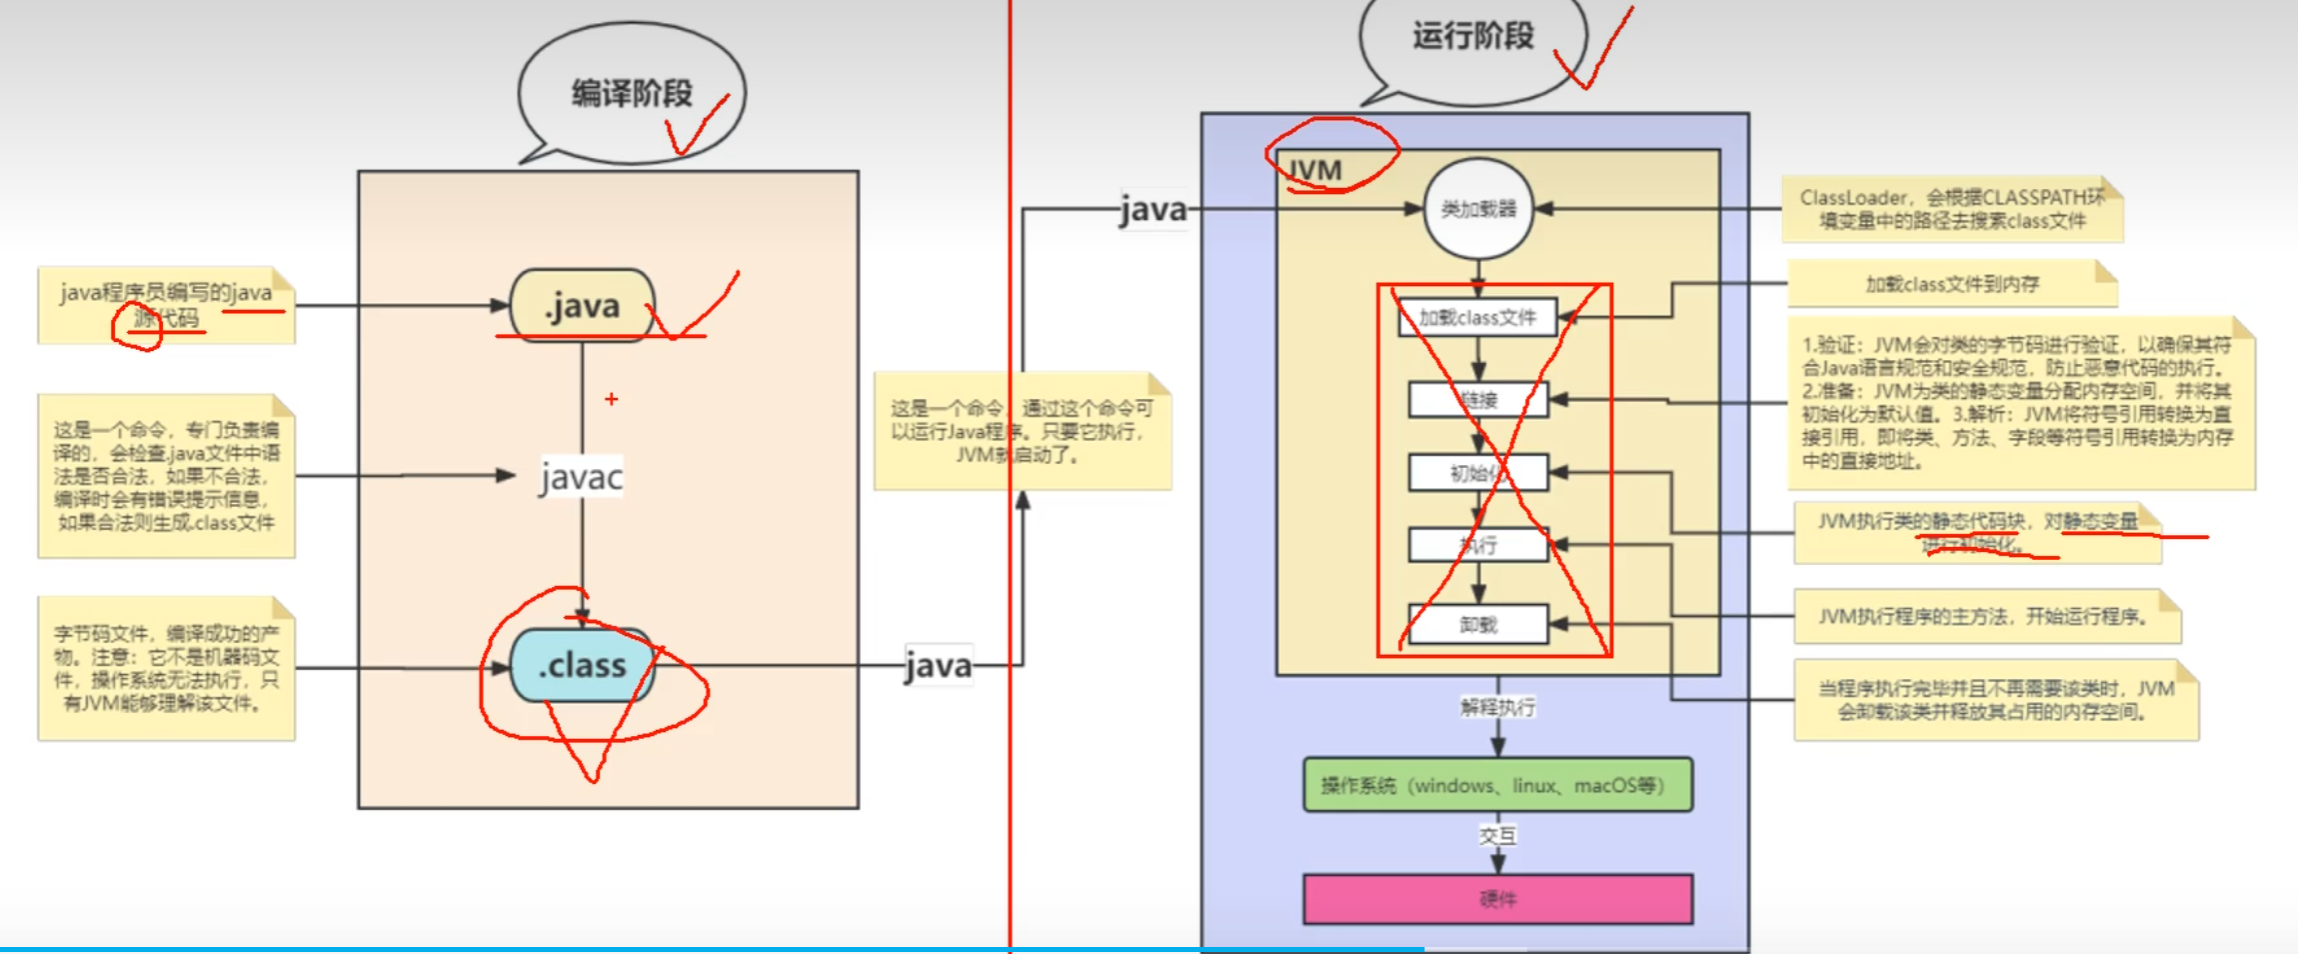 编译阶段
java程序员编写的java
源代码
.java
这是一个命令，专门负责编
译的，会检查.java文件中语
法是否合法，如果不合法，
编译时会有错误提示信息，
如果合法则生成.class文件
javac
字节码文件，编译成功的产
物。注意：它不是机器码文
件，操作系统无法执行，只
有JVM能够理解该文件。
.class
java
这是一个命令，通过这个命令可
以运行Java程序。只要它执行，
JVM就启动了。
java
运行阶段
JVM
类加载器
ClassLoader，会根据CLASSPATH环
境变量中的路径去搜索class文件
加载class文件
加载class文件到内存
链接
1.验证：JVM会对类的字节码进行验证，以确保其符
合Java语言规范和安全规范，防止恶意代码的执行。
2.准备：JVM为类的静态变量分配内存空间，并将其
初始化为默认值。3.解析：JVM将符号引用转换为直
接引用，即将类、方法、字段等符号引用转换为内存
中的直接地址。
初始化
JVM执行类的静态代码块，对静态变量
进行初始化。
执行
JVM执行程序的主方法，开始运行程序。
卸载
当程序执行完毕并且不再需要该类时，JVM
会卸载该类并释放其占用的内存空间。
解释执行
操作系统（windows、linux、macOS等）
交互
硬件